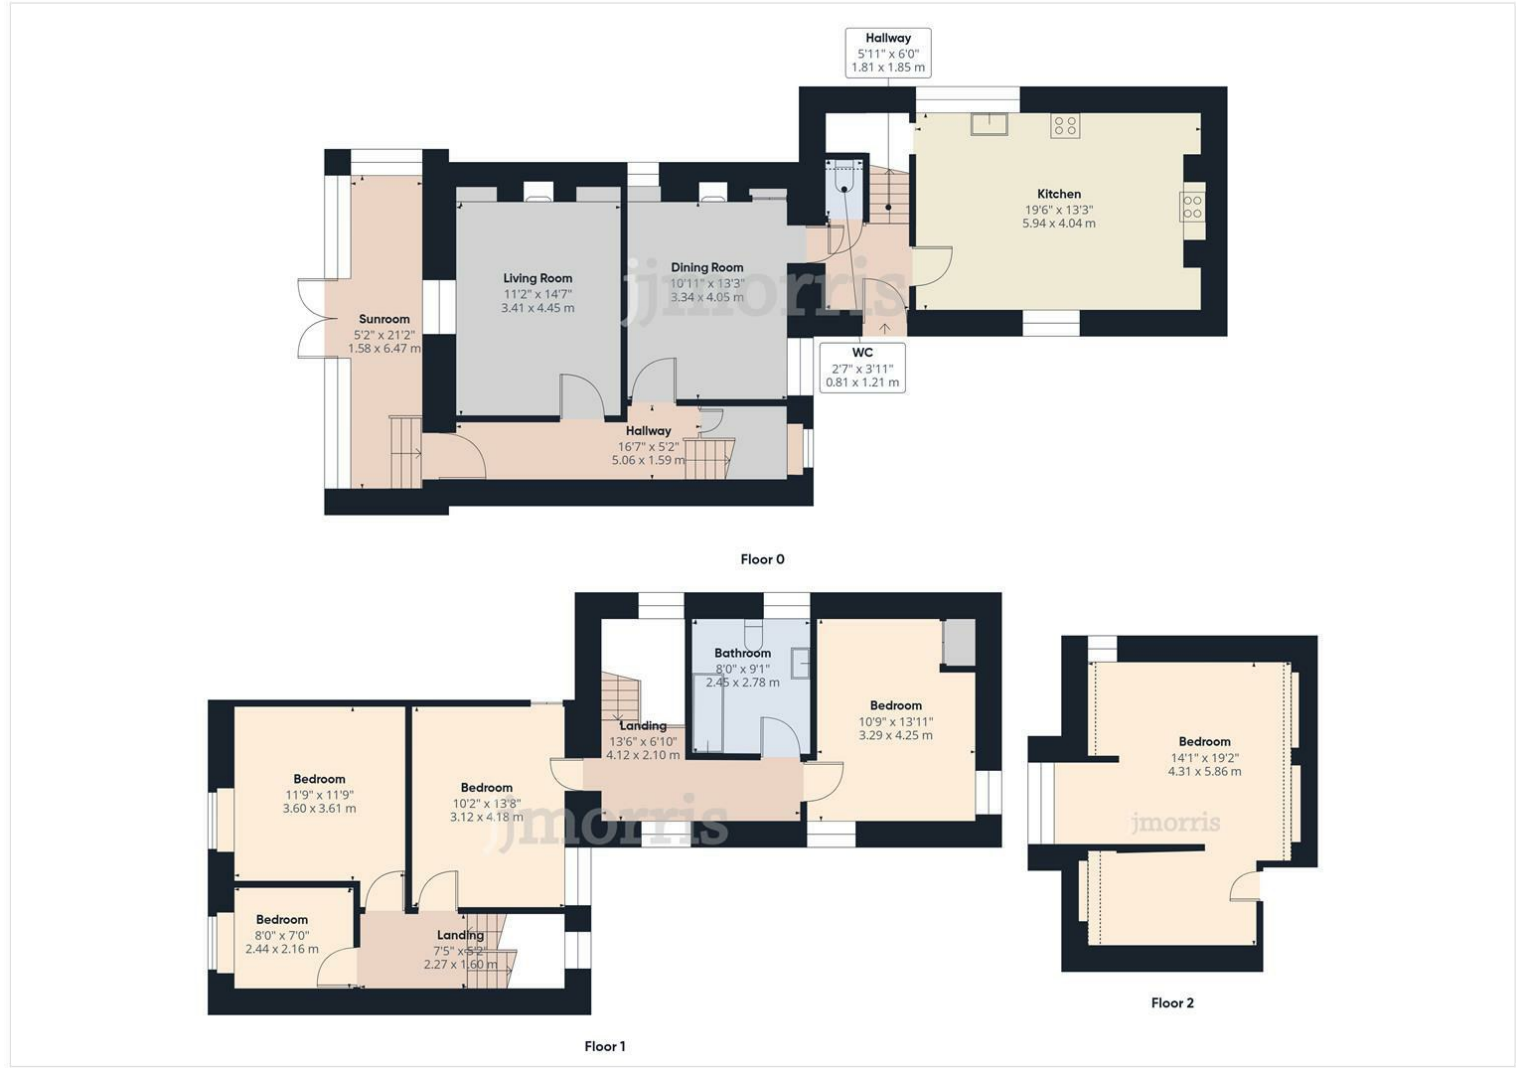 Hallway
5'11" x 6'0"
1.81 x 1.85 m
Kitchen
19'6" x 13'3"
5.94 x 4.04 m
Living Room
11'2" x 14'7"
3.41 x 4.45 m
Dining Room
10'11" x 13'3"
3.34 x 4.05 m
jjmorris
Sunroom
5'2" x 21'2"
1.58 x 6.47 m
WC
2'7" x 3'11"
0.81 x 1.21 m
Hallway
16'7" x 5'2"
5.06 x 1.59 m
Floor 0
Bathroom
8'0" x 9'1"
2.45 x 2.78 m
Landing
13'6" x 6'10"
4.12 x 2.10 m
Bedroom
10'9" x 13'11"
3.29 x 4.25 m
Bedroom
11'9" x 11'9"
3.60 x 3.61 m
Bedroom
10'2" x 13'8"
3.12 x 4.18 m
jjmorris
Bedroom
8'0" x 7'0"
2.44 x 2.16 m
Landing
7'5" x 5'2"
2.27 x 1.60 m
Floor 1
Bedroom
14'1" x 19'2"
4.31 x 5.86 m
jmorris
Floor 2